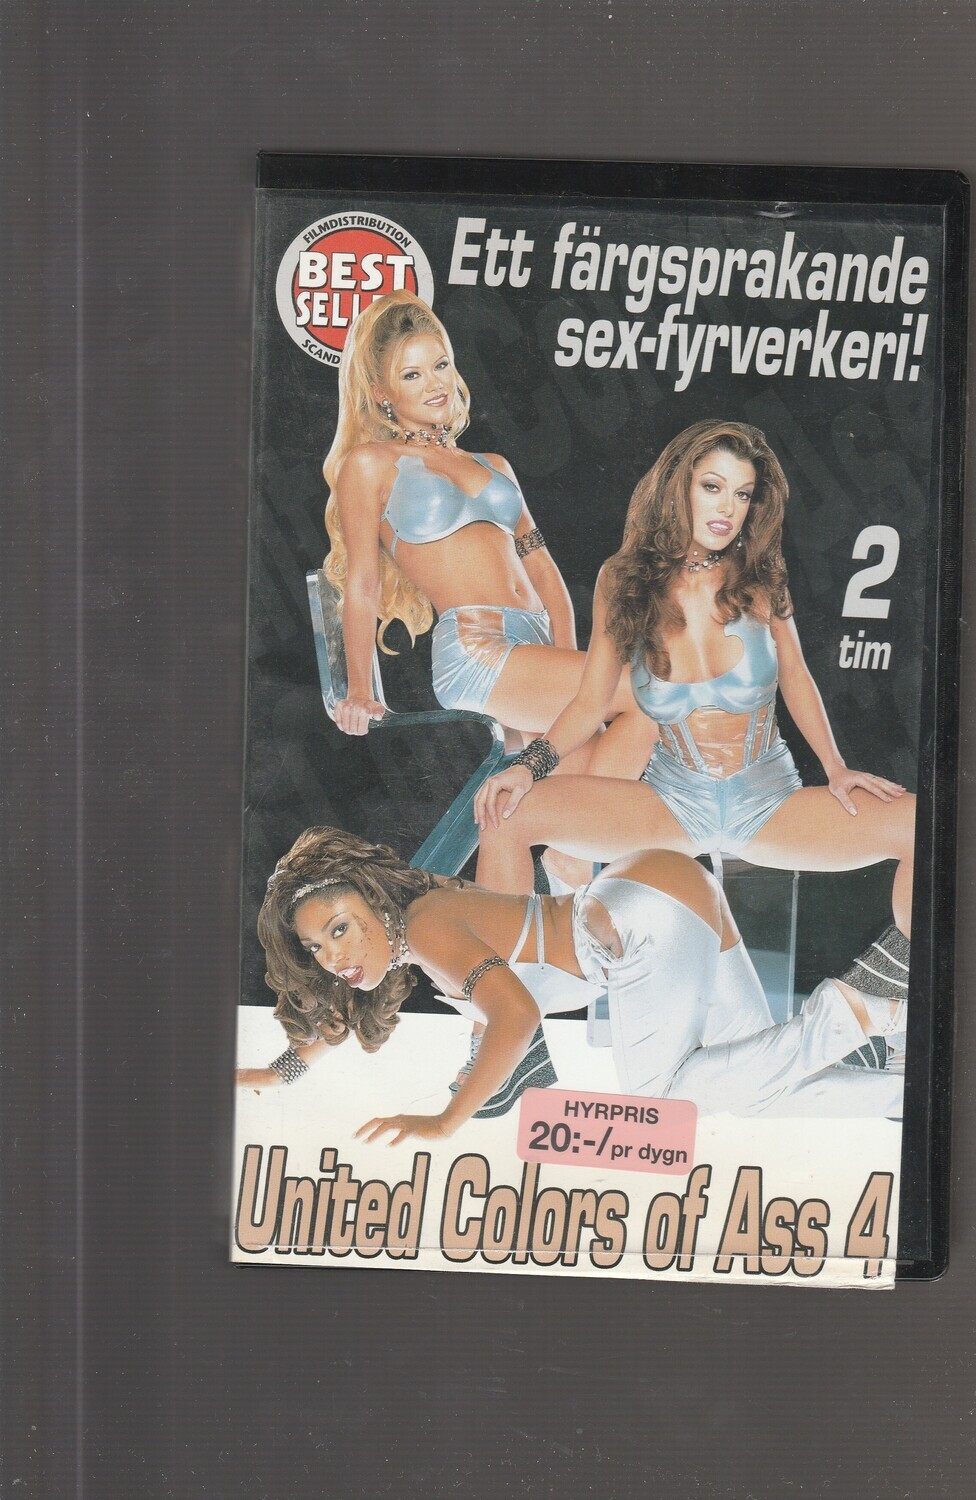 FILMDISTRIBUTION
BEST
Ett färgsprakande
sex-fyrverkeri!
2
tim
HYRPRIS
20:-/pr dygn
United Colors of Ass 4